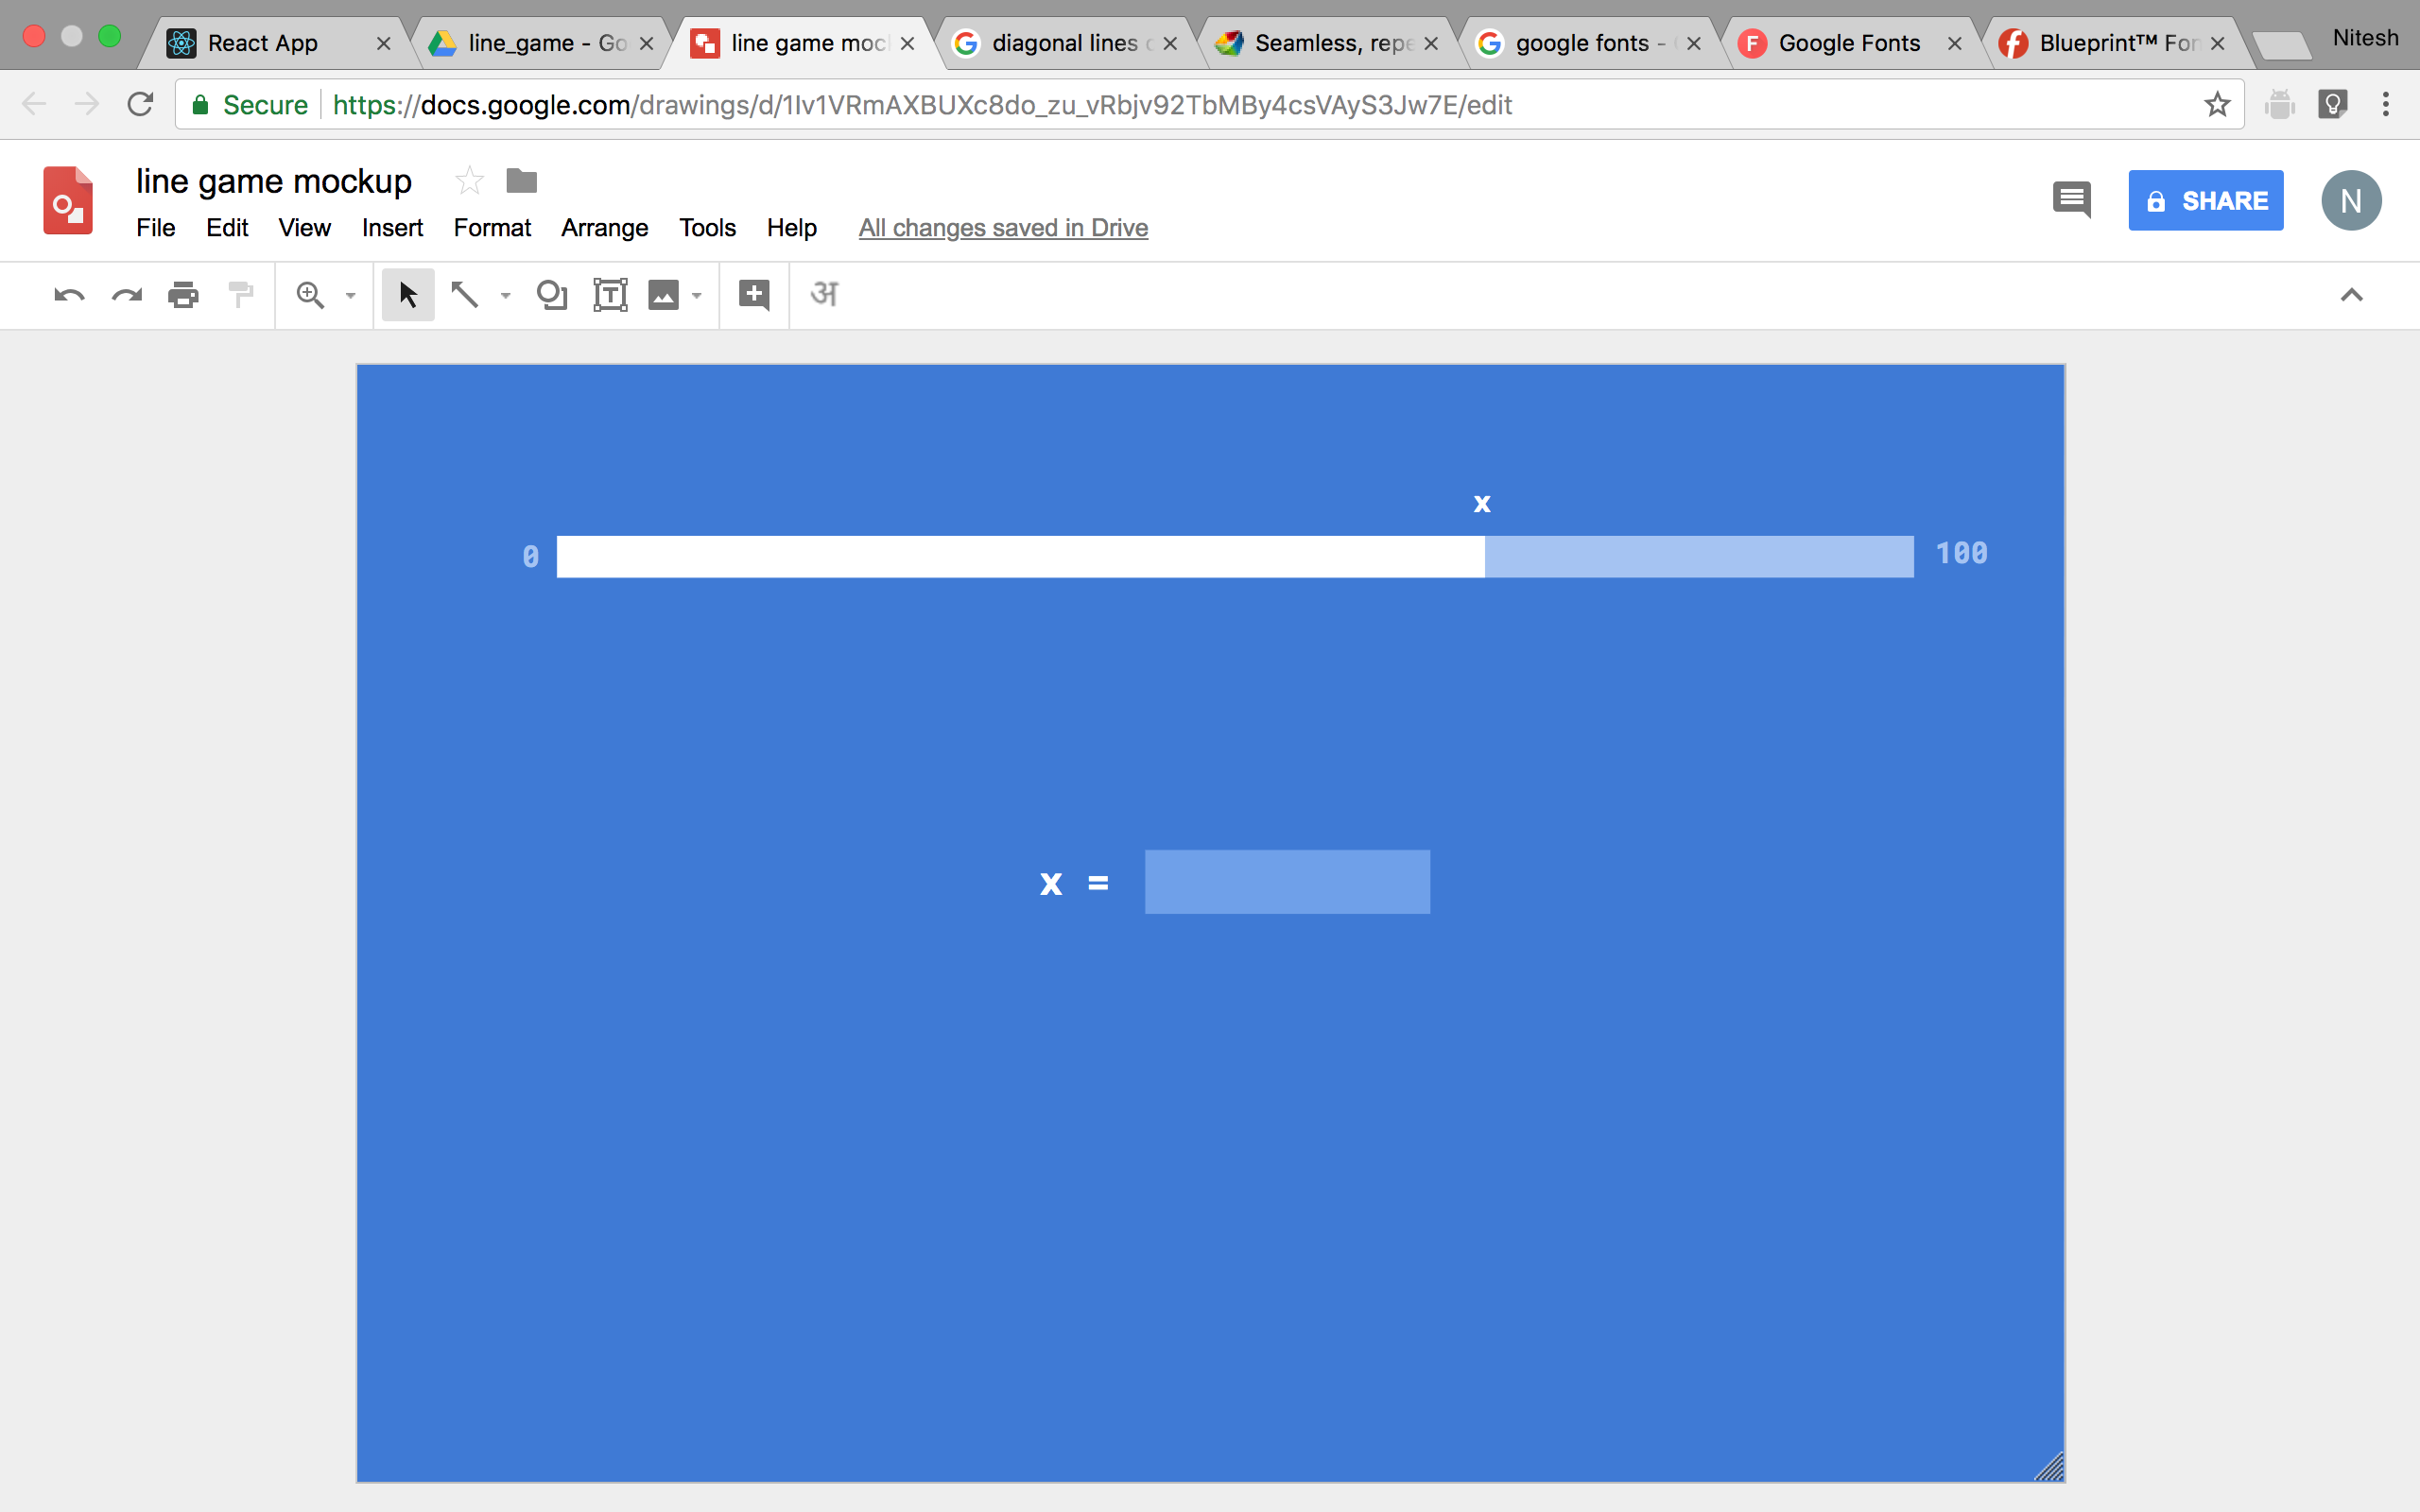 React App line_game - Go line game moc diagonal lines Seamless, repe google fonts - Google Fonts Blueprint™ Fon Nitesh
Secure https://docs.google.com/drawings/d/1Iv1VRmAXBUXc8do_zu_vRbjv92TbMBy4csVAyS3Jw7E/edit
line game mockup
File Edit View Insert Format Arrange Tools Help All changes saved in Drive
SHARE N
अ
x
0 100
x =